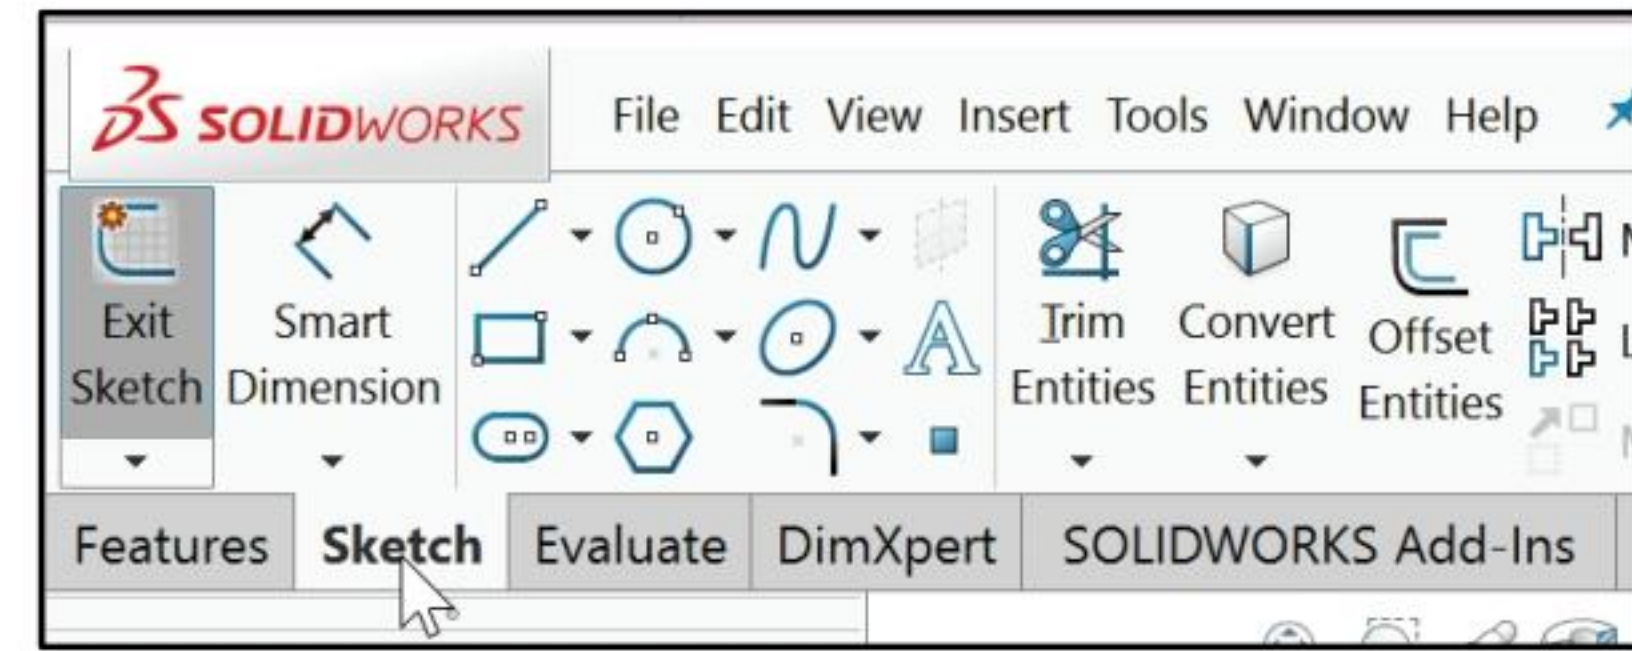 SOLIDWORKS
File Edit View Insert Tools Window Help
Exit Sketch
Smart Dimension
A
Trim Entities
Convert Entities
Offset Entities
Features Sketch Evaluate DimXpert SOLIDWORKS Add-Ins